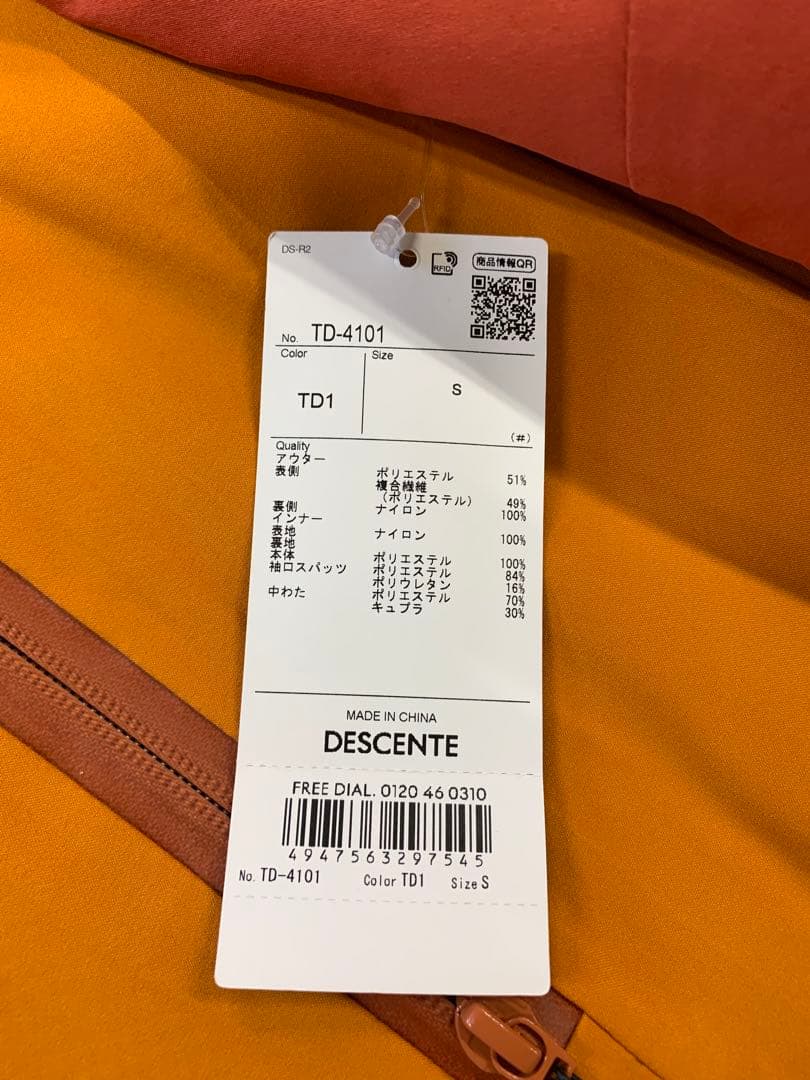 DS-R2
RFID
商品情報QR
No. TD-4101
Color Size
TD1 S
(#)
Quality
アウター
表側 ポリエステル 51%
複合繊維
(ポリエステル) 49%
裏側 ナイロン 100%
インナー
表地 ナイロン 100%
裏地
本体 ポリエステル 100%
袖口スパッツ ポリエステル 84%
ポリウレタン 16%
中わた ポリエステル 70%
キュプラ 30%
MADE IN CHINA
DESCENTE
FREE DIAL. 0120 46 0310
4947563297545
No. TD-4101 Color TD1 Size S